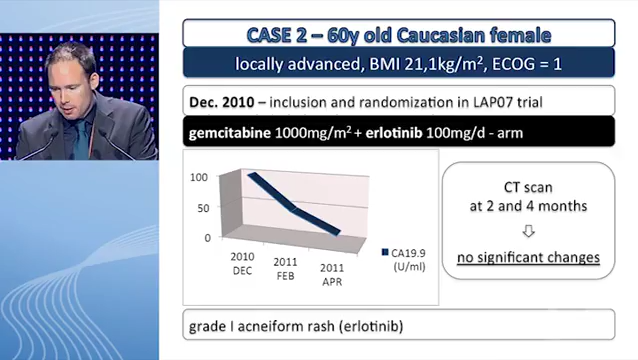 CASE 2 – 60y old Caucasian female
locally advanced, BMI 21,1kg/m², ECOG = 1
Dec. 2010 – inclusion and randomization in LAP07 trial
gemcitabine 1000mg/m² + erlotinib 100mg/d - arm
100
50
0
2010
DEC
2011
FEB
2011
APR
CA19.9
(U/ml)
CT scan
at 2 and 4 months
no significant changes
grade I acneiform rash (erlotinib)